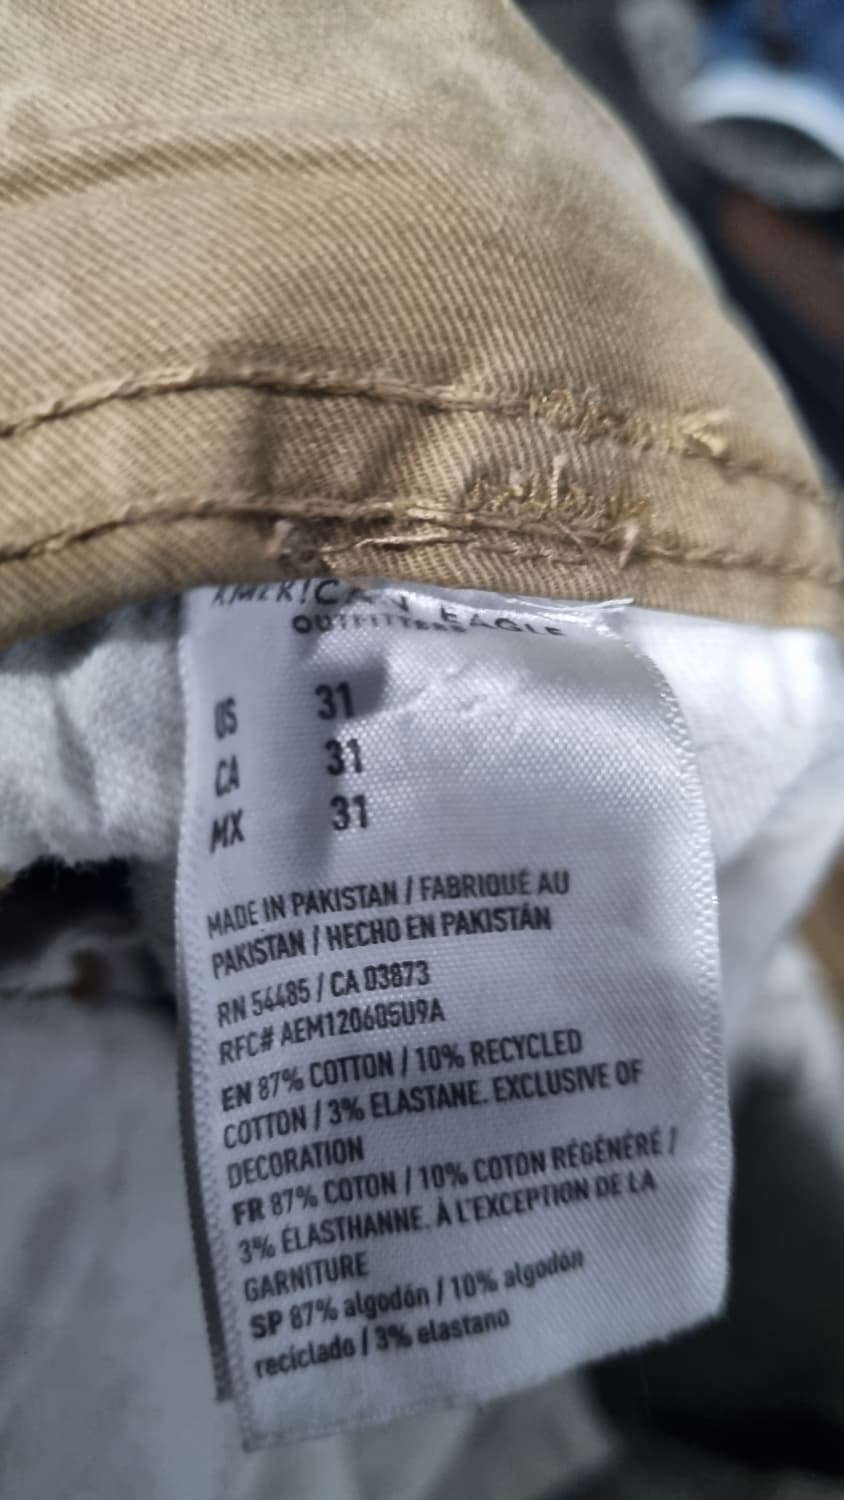 AMERICAN EAGLE
OUTFITTERS
US 31
CA 31
MX 31
MADE IN PAKISTAN / FABRIQUÉ AU
PAKISTAN / HECHO EN PAKISTÁN
RN 54485 / CA 03873
RFC# AEM120605U9A
EN 87% COTTON / 10% RECYCLED
COTTON / 3% ELASTANE. EXCLUSIVE OF
DECORATION
FR 87% COTON / 10% COTON RÉGÉNÉRÉ /
3% ÉLASTHANNE. À L'EXCEPTION DE LA
GARNITURE
SP 87% algodón / 10% algodón
reciclado / 3% elastano